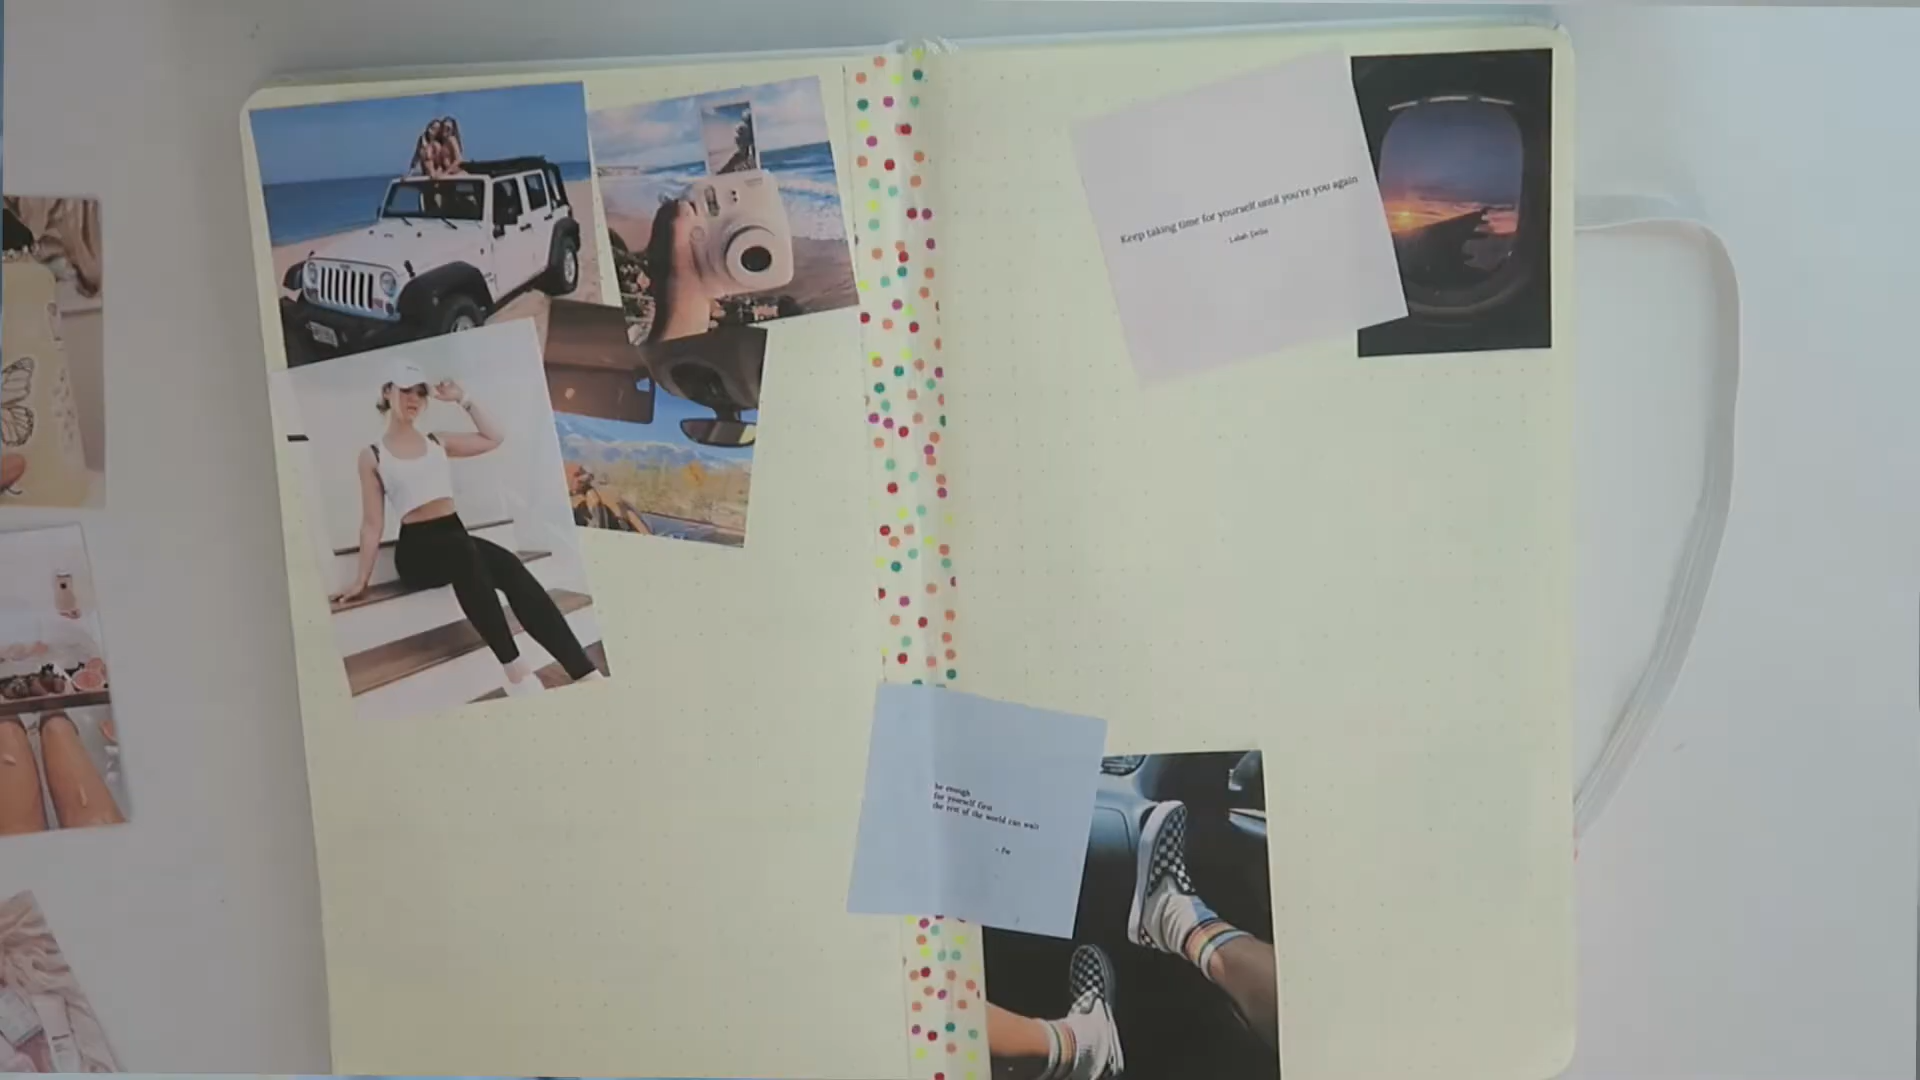 Keep taking time for yourself until you're you again
be enough
for yourself first
the rest of the world can wait